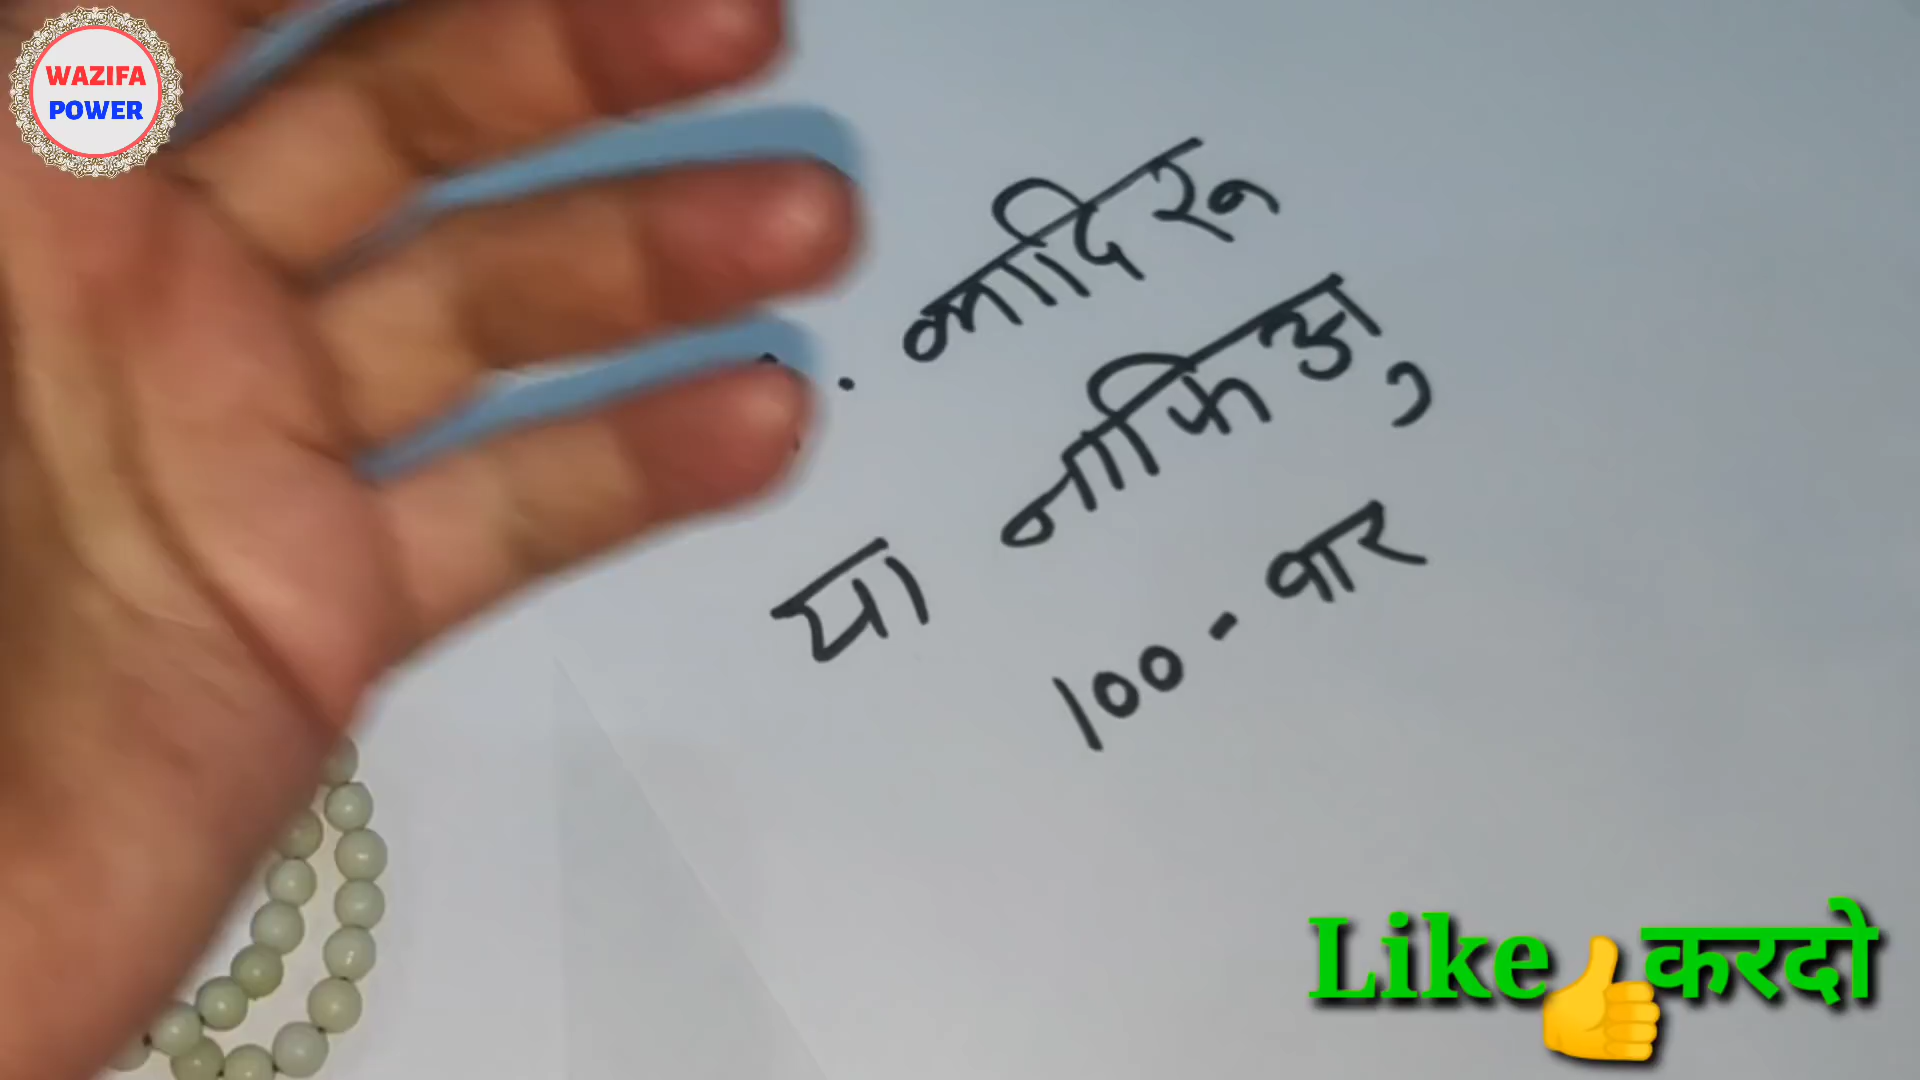 WAZIFA
POWER
कादिरू
या नाफिऊ,
100 - बार
Like 👍 करदो